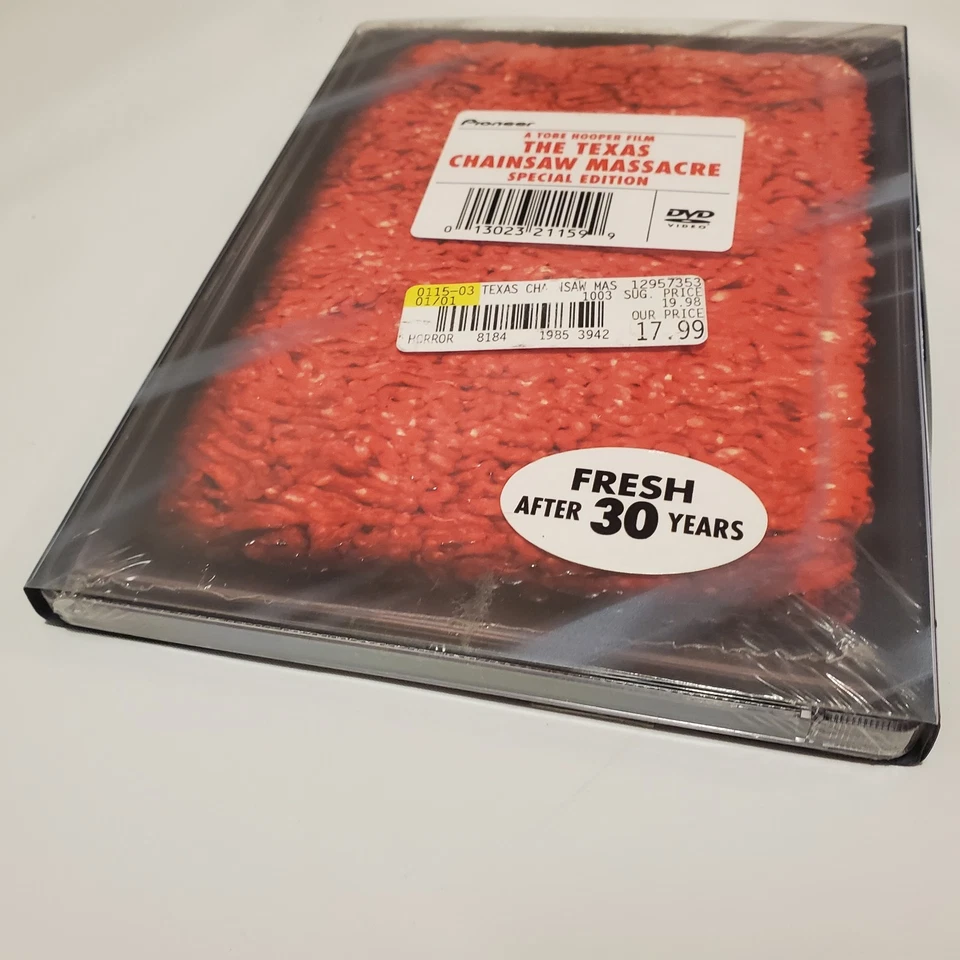 Pioneer
A TOBE HOOPER FILM
THE TEXAS
CHAINSAW MASSACRE
SPECIAL EDITION
0 13023 21159 9
DVD
VIDEO
0115-03 TEXAS CHA NSAW MAS 12957353
01/01 1003 SUG. PRICE
19.98
OUR PRICE
HORROR 8184 1985 3942 17.99
FRESH
AFTER 30 YEARS